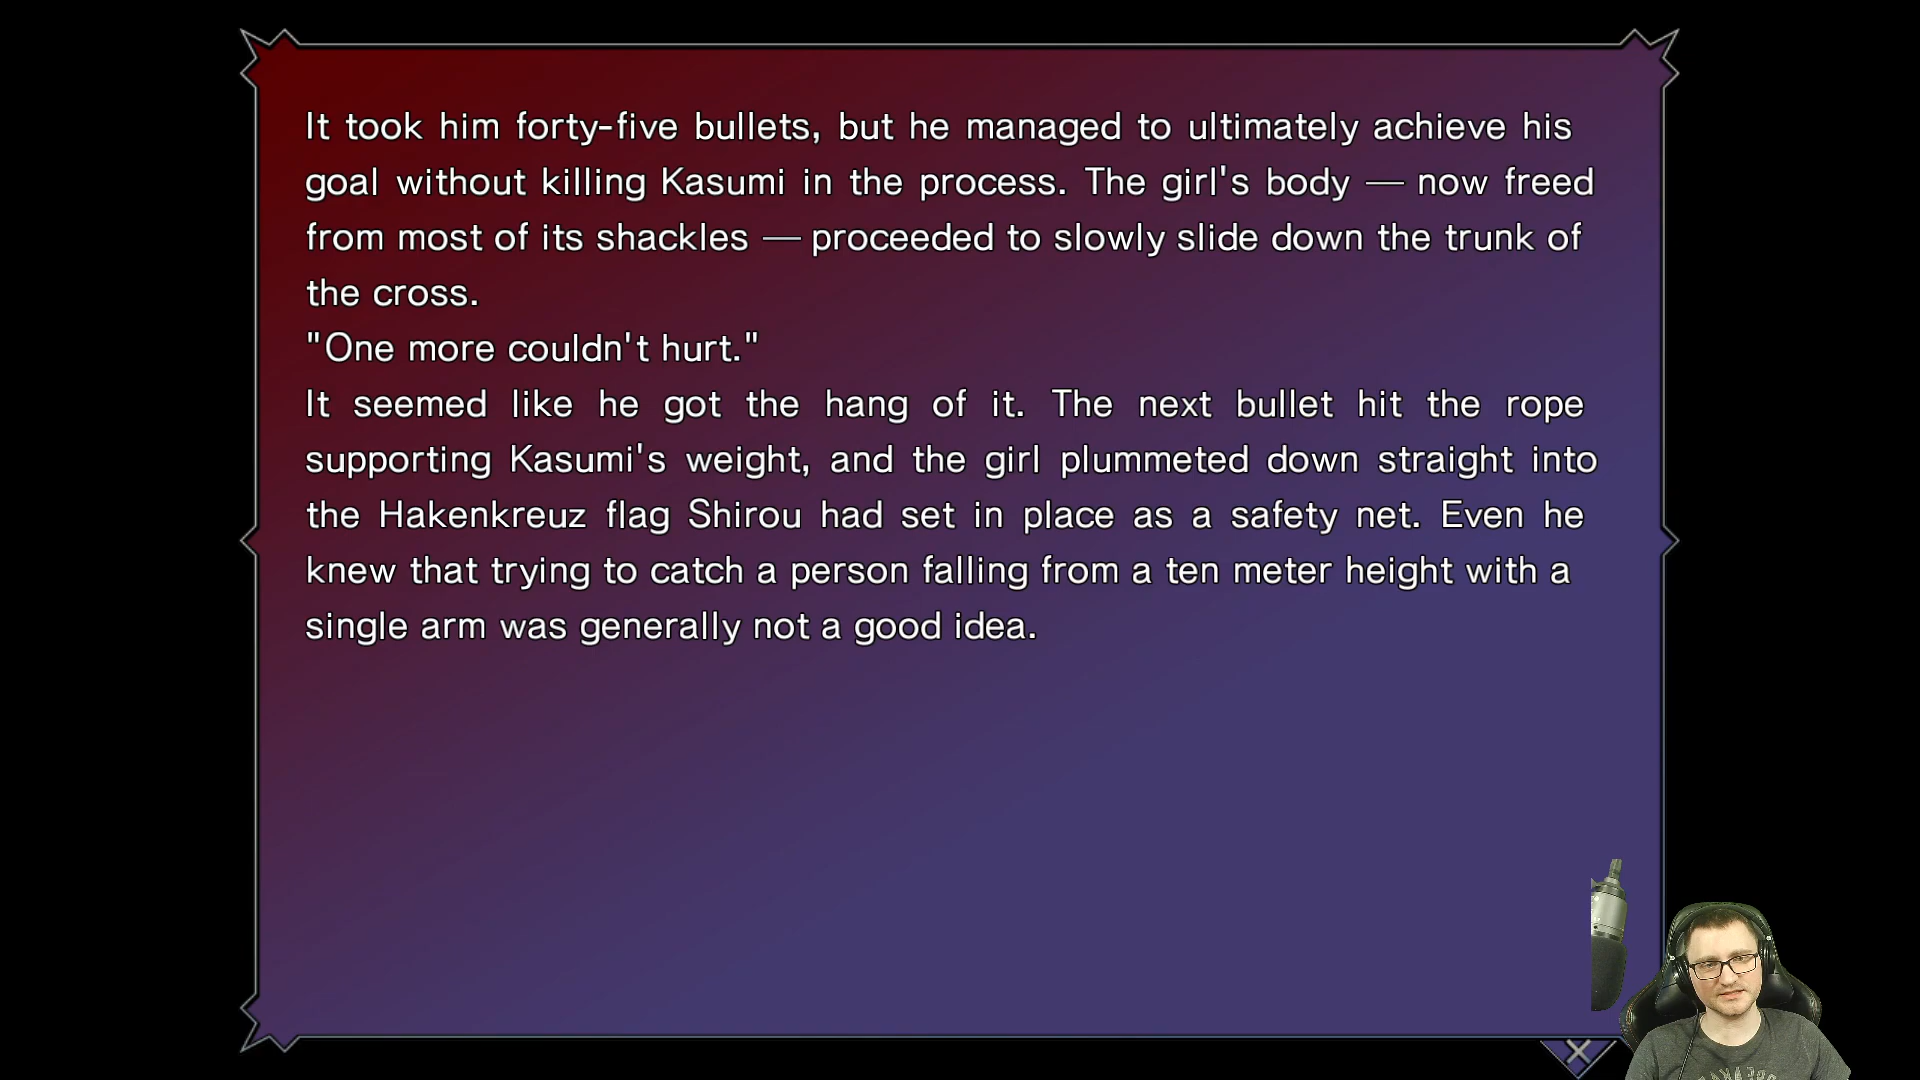 It took him forty-five bullets, but he managed to ultimately achieve his
goal without killing Kasumi in the process. The girl's body — now freed
from most of its shackles — proceeded to slowly slide down the trunk of
the cross.
"One more couldn't hurt."
It seemed like he got the hang of it. The next bullet hit the rope
supporting Kasumi's weight, and the girl plummeted down straight into
the Hakenkreuz flag Shirou had set in place as a safety net. Even he
knew that trying to catch a person falling from a ten meter height with a
single arm was generally not a good idea.